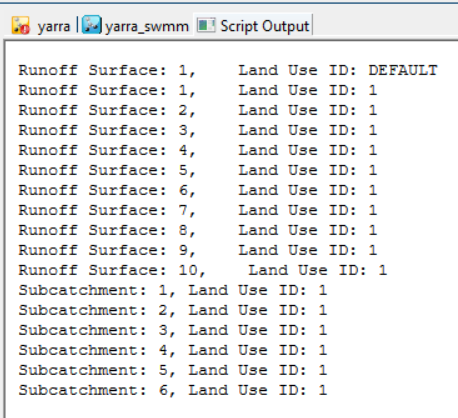 yarra yarra_swmm Script Output
Runoff Surface: 1, Land Use ID: DEFAULT
Runoff Surface: 1, Land Use ID: 1
Runoff Surface: 2, Land Use ID: 1
Runoff Surface: 3, Land Use ID: 1
Runoff Surface: 4, Land Use ID: 1
Runoff Surface: 5, Land Use ID: 1
Runoff Surface: 6, Land Use ID: 1
Runoff Surface: 7, Land Use ID: 1
Runoff Surface: 8, Land Use ID: 1
Runoff Surface: 9, Land Use ID: 1
Runoff Surface: 10, Land Use ID: 1
Subcatchment: 1, Land Use ID: 1
Subcatchment: 2, Land Use ID: 1
Subcatchment: 3, Land Use ID: 1
Subcatchment: 4, Land Use ID: 1
Subcatchment: 5, Land Use ID: 1
Subcatchment: 6, Land Use ID: 1